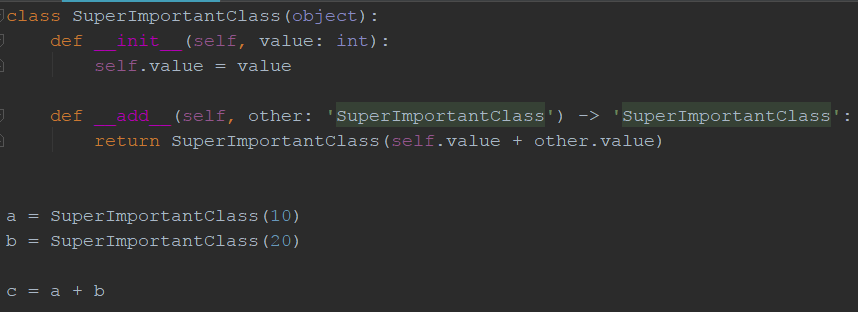 class SuperImportantClass(object):
    def __init__(self, value: int):
        self.value = value
    def __add__(self, other: 'SuperImportantClass') -> 'SuperImportantClass':
        return SuperImportantClass(self.value + other.value)
a = SuperImportantClass(10)
b = SuperImportantClass(20)
c = a + b